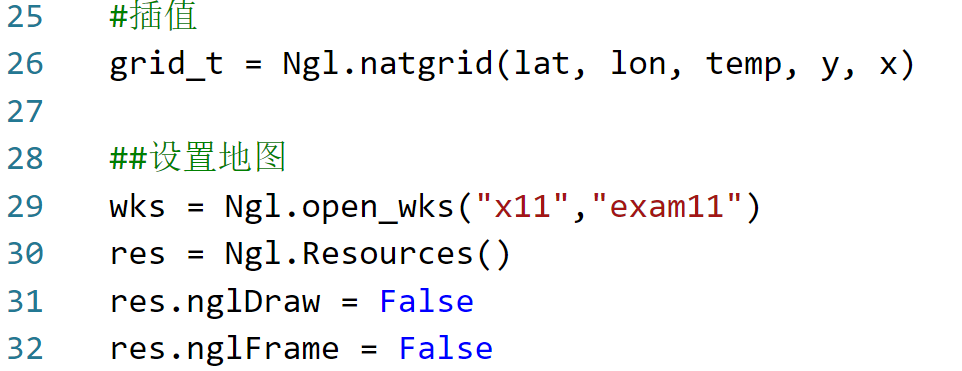 25 #插值
26 grid_t = Ngl.natgrid(lat, lon, temp, y, x)
27
28 ##设置地图
29 wks = Ngl.open_wks("x11","exam11")
30 res = Ngl.Resources()
31 res.nglDraw = False
32 res.nglFrame = False